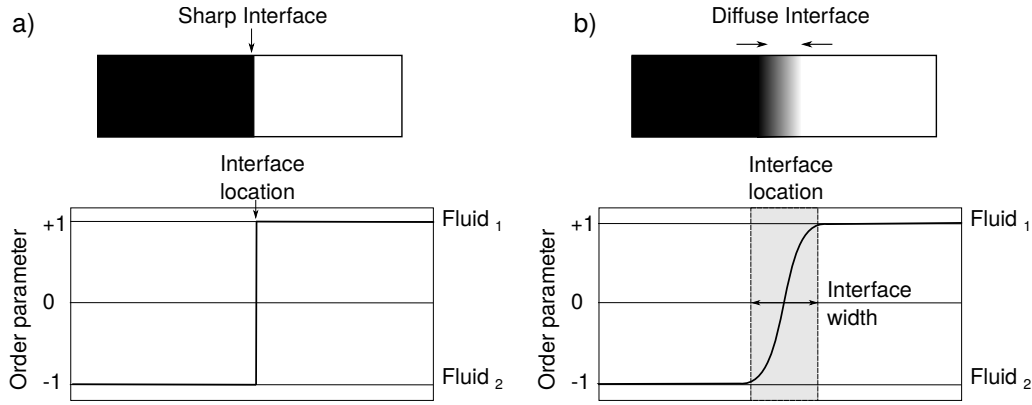 a)
Sharp Interface
Interface
location
Order parameter
+1
0
-1
Fluid 1
Fluid 2
b)
Diffuse Interface
Interface
location
Order parameter
+1
0
-1
Interface
width
Fluid 1
Fluid 2